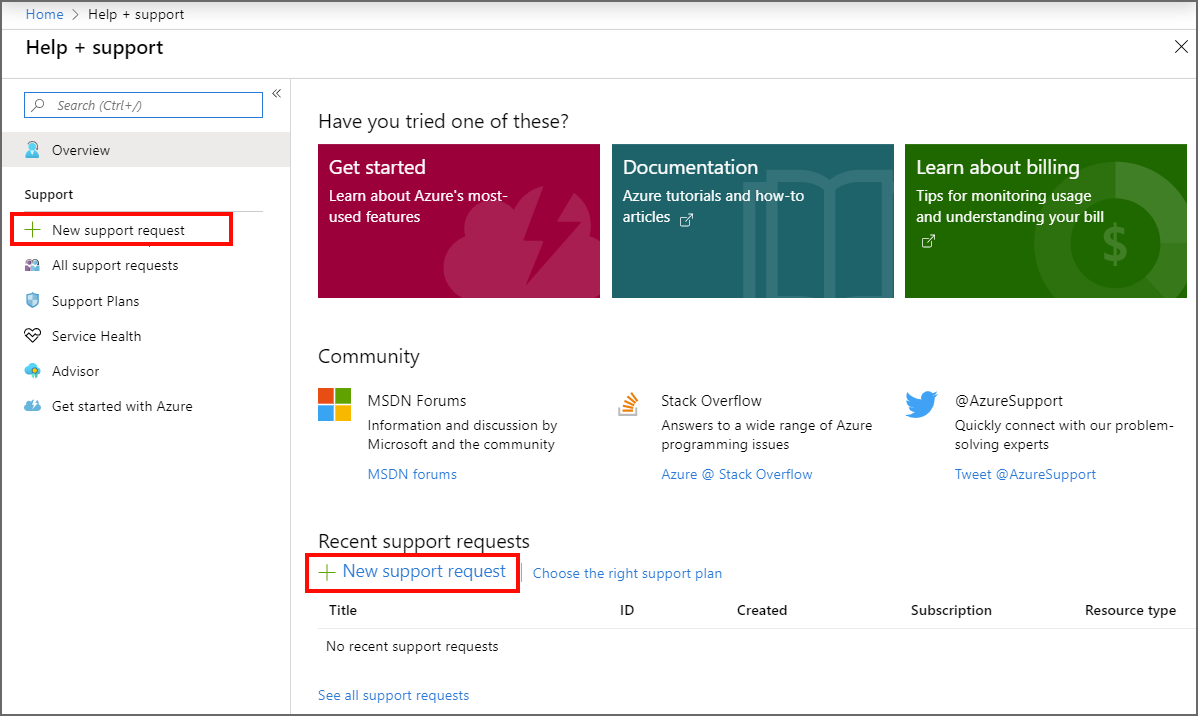 Home > Help + support
Help + support
Search (Ctrl+/)
Overview
Support
New support request
All support requests
Support Plans
Service Health
Advisor
Get started with Azure
Have you tried one of these?
Get started
Learn about Azure's most-
used features
Documentation
Azure tutorials and how-to
articles
Learn about billing
Tips for monitoring usage
and understanding your bill
$
Community
MSDN Forums
Information and discussion by
Microsoft and the community
MSDN forums
Stack Overflow
Answers to a wide range of Azure
programming issues
Azure @ Stack Overflow
@AzureSupport
Quickly connect with our problem-
solving experts
Tweet @AzureSupport
Recent support requests
New support request
Choose the right support plan
Title ID Created Subscription Resource type
No recent support requests
See all support requests